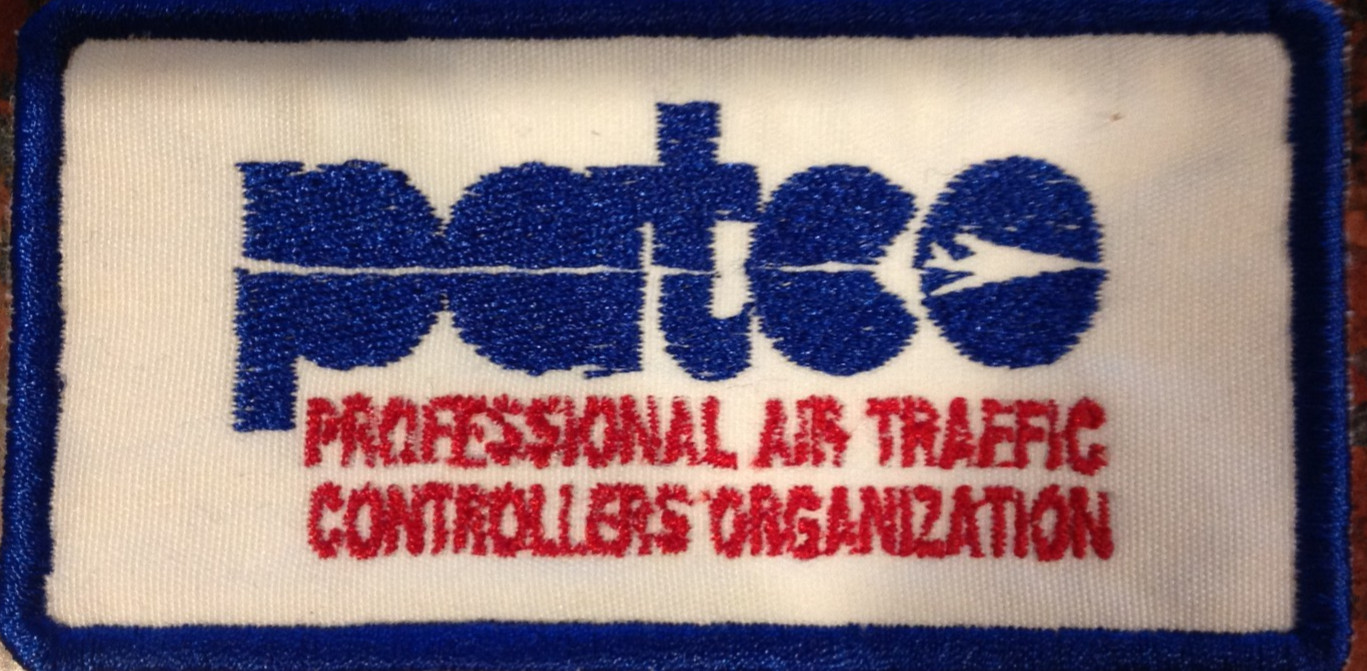 patco
PROFESSIONAL AIR TRAFFIC
CONTROLLERS ORGANIZATION